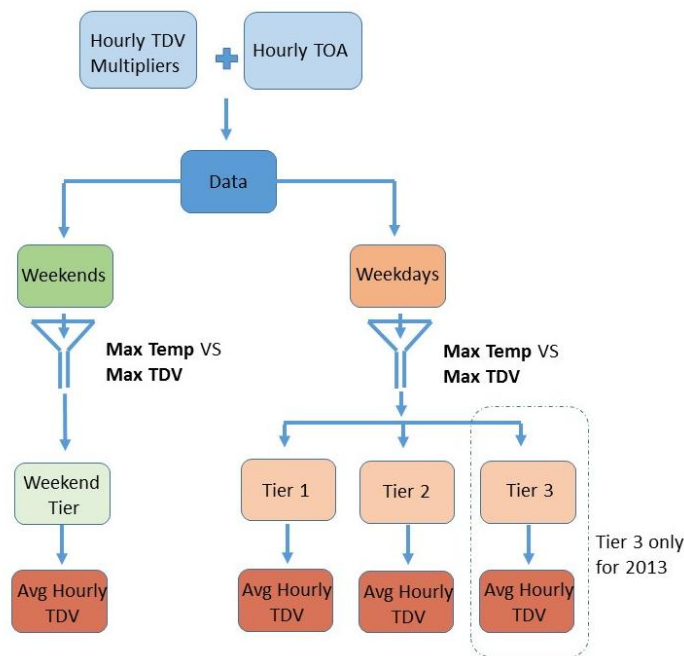 Hourly TDV
Multipliers
Hourly TOA
Data
Weekends
Weekdays
Max Temp VS
Max TDV
Max Temp VS
Max TDV
Weekend
Tier
Tier 1
Tier 2
Tier 3
Tier 3 only
for 2013
Avg Hourly
TDV
Avg Hourly
TDV
Avg Hourly
TDV
Avg Hourly
TDV